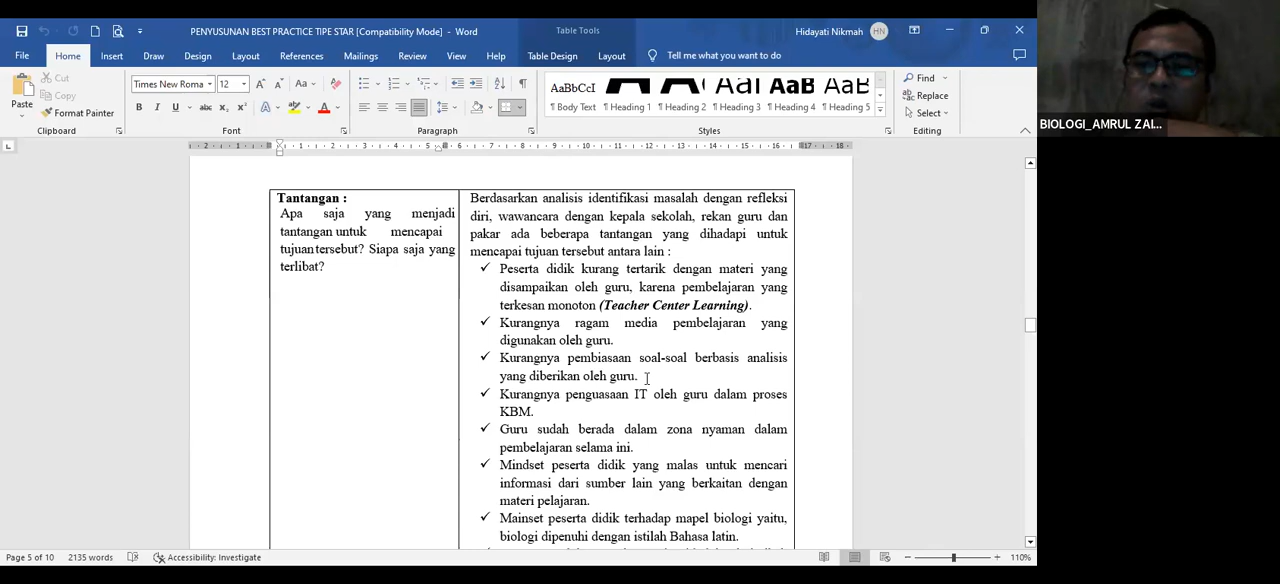 PENYUSUNAN BEST PRACTICE TIPE STAR [Compatibility Mode] - Word
Table Tools
Hidayati Nikmah
HN
File
Home
Insert
Draw
Design
Layout
References
Mailings
Review
View
Help
Table Design
Layout
Tell me what you want to do
Paste
Cut
Copy
Format Painter
Clipboard
Times New Roma
12
Font
Paragraph
AaBbCcI
¶ Body Text
¶ Heading 1
¶ Heading 2
¶ Heading 3
AaB
¶ Heading 4
AaBb
¶ Heading 5
Styles
Find
Replace
Select
Editing
BIOLOGI_AMRUL ZAI...
Tantangan :
Apa saja yang menjadi
tantangan untuk mencapai
tujuan tersebut? Siapa saja yang
terlibat?
Berdasarkan analisis identifikasi masalah dengan refleksi
diri, wawancara dengan kepala sekolah, rekan guru dan
pakar ada beberapa tantangan yang dihadapi untuk
mencapai tujuan tersebut antara lain :
✓ Peserta didik kurang tertarik dengan materi yang
disampaikan oleh guru, karena pembelajaran yang
terkesan monoton (Teacher Center Learning).
✓ Kurangnya ragam media pembelajaran yang
digunakan oleh guru.
✓ Kurangnya pembiasaan soal-soal berbasis analisis
yang diberikan oleh guru.
✓ Kurangnya penguasaan IT oleh guru dalam proses
KBM.
✓ Guru sudah berada dalam zona nyaman dalam
pembelajaran selama ini.
✓ Mindset peserta didik yang malas untuk mencari
informasi dari sumber lain yang berkaitan dengan
materi pelajaran.
✓ Mainset peserta didik terhadap mapel biologi yaitu,
biologi dipenuhi dengan istilah Bahasa latin.
Page 5 of 10
2135 words
Accessibility: Investigate
110%